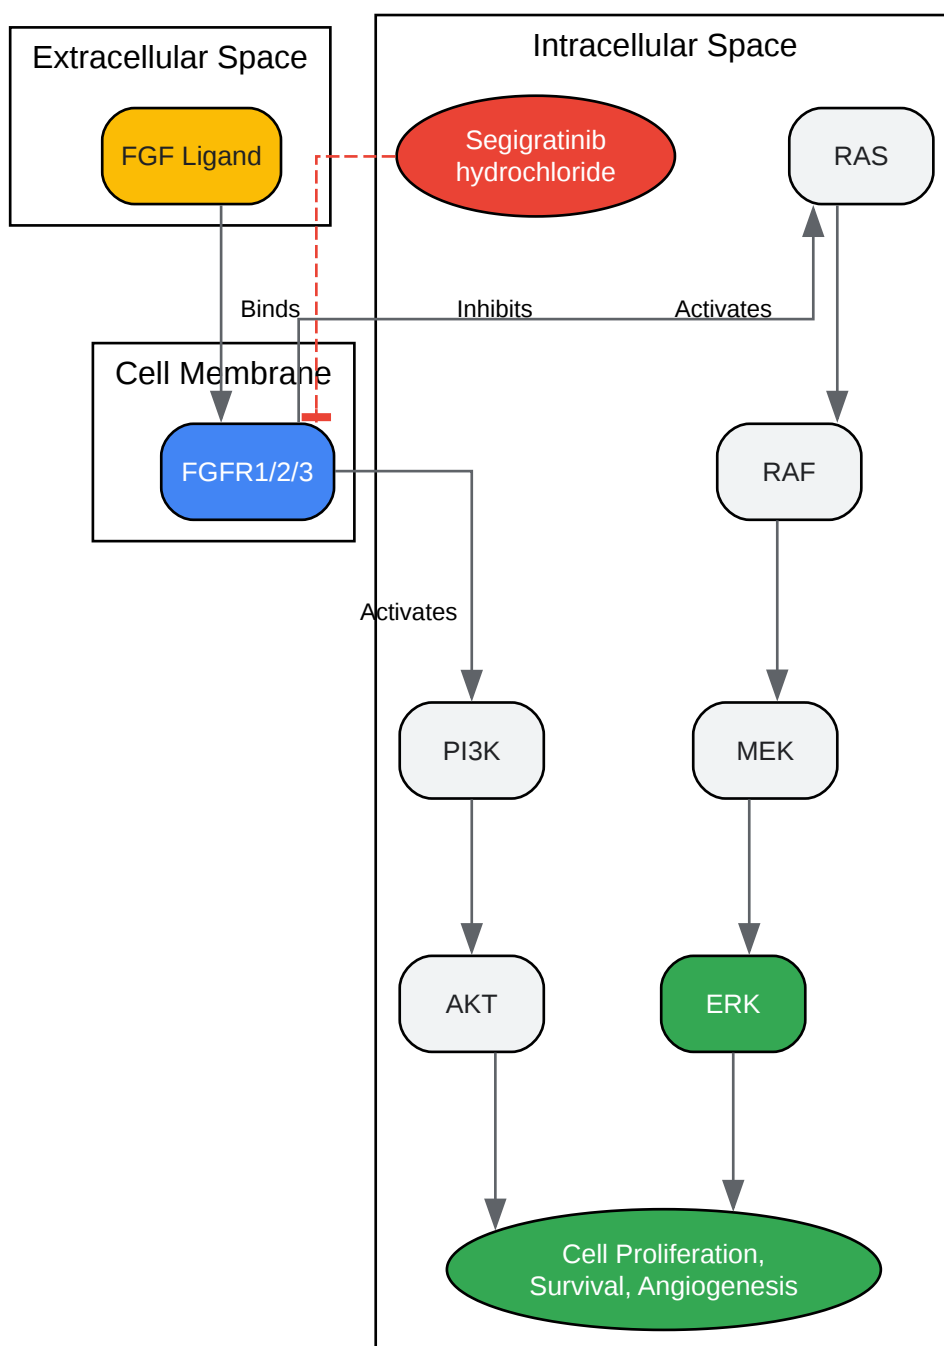 Extracellular Space
Intracellular Space
FGF Ligand
Segigratinib
hydrochloride
RAS
Binds
Inhibits
Activates
Cell Membrane
FGFR1/2/3
RAF
Activates
PI3K
MEK
AKT
ERK
Cell Proliferation,
Survival, Angiogenesis